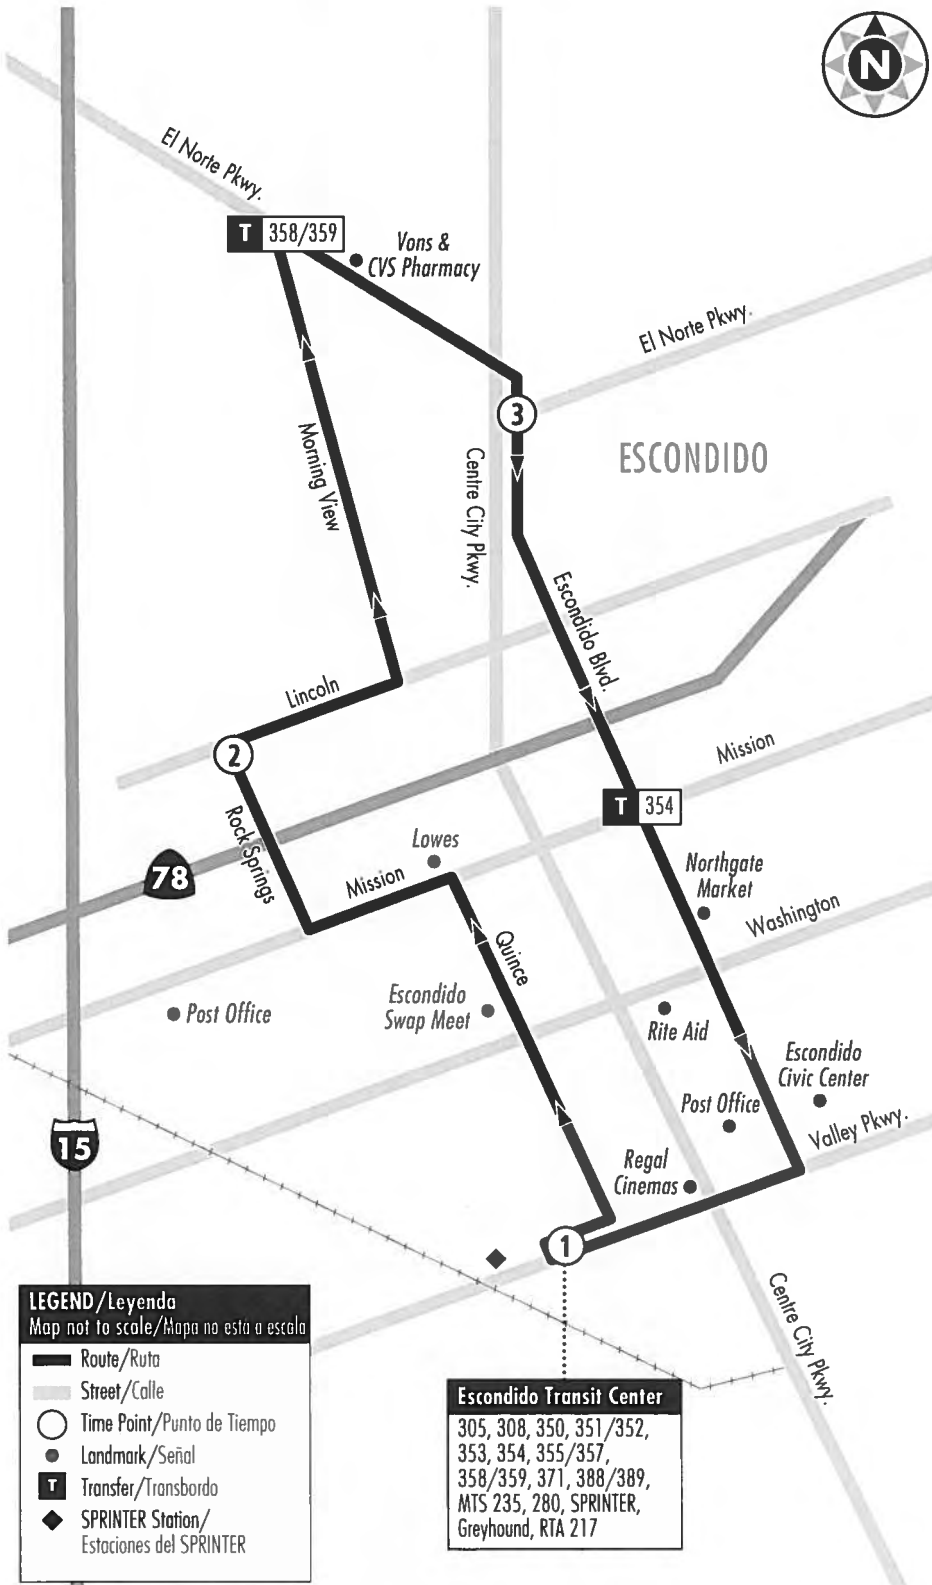 N
El Norte Pkwy.
T 358/359
Vons &
CVS Pharmacy
El Norte Pkwy.
3
ESCONDIDO
Morning View
Centre City Pkwy.
Escondido Blvd.
Lincoln
2
Mission
T 354
Rock Springs
Lowes
78
Mission
Northgate
Market
Washington
Quince
Escondido
Swap Meet
Post Office
Rite Aid
Escondido
Civic Center
Post Office
Valley Pkwy.
15
Regal
Cinemas
1
Centre City Pkwy.
LEGEND/Leyenda
Map not to scale/Mapa no está a escala
Route/Ruta
Street/Calle
Time Point/Punto de Tiempo
Landmark/Señal
T Transfer/Transbordo
SPRINTER Station/
Estaciones del SPRINTER
Escondido Transit Center
305, 308, 350, 351/352,
353, 354, 355/357,
358/359, 371, 388/389,
MTS 235, 280, SPRINTER,
Greyhound, RTA 217